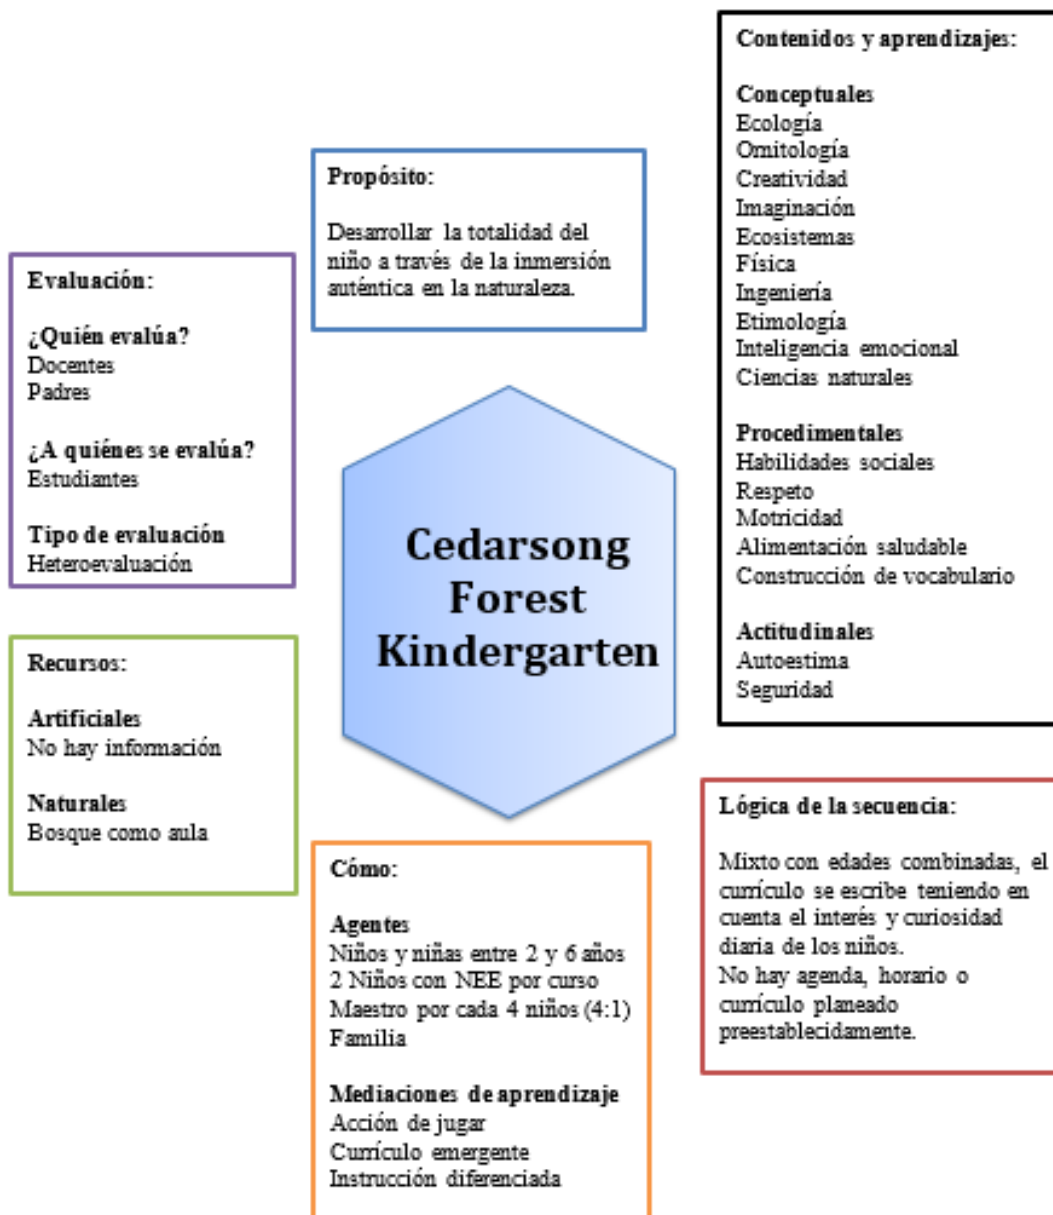 Contenidos y aprendizajes:
Conceptuales
Ecología
Ornitología
Creatividad
Imaginación
Ecosistemas
Física
Ingeniería
Etimología
Inteligencia emocional
Ciencias naturales
Procedimentales
Habilidades sociales
Respeto
Motricidad
Alimentación saludable
Construcción de vocabulario
Actitudinales
Autoestima
Seguridad
Propósito:
Desarrollar la totalidad del
niño a través de la inmersión
auténtica en la naturaleza.
Evaluación:
¿Quién evalúa?
Docentes
Padres
¿A quiénes se evalúa?
Estudiantes
Tipo de evaluación
Heteroevaluación
Cedarsong
Forest
Kindergarten
Recursos:
Artificiales
No hay información
Naturales
Bosque como aula
Lógica de la secuencia:
Mixto con edades combinadas, el
currículo se escribe teniendo en
cuenta el interés y curiosidad
diaria de los niños.
No hay agenda, horario o
currículo planeado
preestablecidamente.
Cómo:
Agentes
Niños y niñas entre 2 y 6 años
2 Niños con NEE por curso
Maestro por cada 4 niños (4:1)
Familia
Mediaciones de aprendizaje
Acción de jugar
Currículo emergente
Instrucción diferenciada